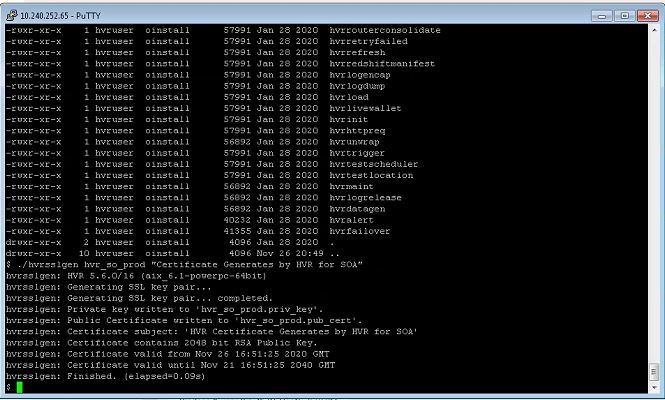 10.240.252.65 - PuTTY
-rwxr-xr-x 1 hvruser oinstall 57991 Jan 28 2020 hvrrouterconsolidate
-rwxr-xr-x 1 hvruser oinstall 57991 Jan 28 2020 hvrretryfailed
-rwxr-xr-x 1 hvruser oinstall 57991 Jan 28 2020 hvrrefresh
-rwxr-xr-x 1 hvruser oinstall 57991 Jan 28 2020 hvrredshiftmanifest
-rwxr-xr-x 1 hvruser oinstall 57991 Jan 28 2020 hvrlogencap
-rwxr-xr-x 1 hvruser oinstall 57991 Jan 28 2020 hvrlogdump
-rwxr-xr-x 1 hvruser oinstall 57991 Jan 28 2020 hvrload
-rwxr-xr-x 1 hvruser oinstall 57991 Jan 28 2020 hvrlivewallet
-rwxr-xr-x 1 hvruser oinstall 57991 Jan 28 2020 hvrinit
-rwxr-xr-x 1 hvruser oinstall 57991 Jan 28 2020 hvrhttpreq
-rwxr-xr-x 1 hvruser oinstall 56892 Jan 28 2020 hvrunwrap
-rwxr-xr-x 1 hvruser oinstall 57991 Jan 28 2020 hvrtrigger
-rwxr-xr-x 1 hvruser oinstall 57991 Jan 28 2020 hvrtestscheduler
-rwxr-xr-x 1 hvruser oinstall 57991 Jan 28 2020 hvrtestlocation
-rwxr-xr-x 1 hvruser oinstall 56892 Jan 28 2020 hvrmaint
-rwxr-xr-x 1 hvruser oinstall 56892 Jan 28 2020 hvrlogrelease
-rwxr-xr-x 1 hvruser oinstall 56892 Jan 28 2020 hvrdatagen
-rwxr-xr-x 1 hvruser oinstall 40232 Jan 28 2020 hvralert
-rwxr-xr-x 1 hvruser oinstall 41355 Jan 28 2020 hvrfailover
drwxr-xr-x 2 hvruser oinstall 4096 Jan 28 2020 .
drwxr-xr-x 10 hvruser oinstall 4096 Nov 26 20:49 ..
$ ./hvrsslgen hvr_so_prod "Certificate Generates by HVR for SOA"
hvrsslgen: HVR 5.6.0/16 (aix_6.1-powerpc-64bit)
hvrsslgen: Generating SSL key pair...
hvrsslgen: Generating SSL key pair... completed.
hvrsslgen: Private key written to 'hvr_so_prod.priv_key'.
hvrsslgen: Public Certificate written to 'hvr_so_prod.pub_cert'.
hvrsslgen: Certificate subject: 'HVR Certificate Generates by HVR for SOA'
hvrsslgen: Certificate contains 2048 bit RSA Public Key.
hvrsslgen: Certificate valid from Nov 26 16:51:25 2020 GMT
hvrsslgen: Certificate valid until Nov 21 16:51:25 2040 GMT
hvrsslgen: Finished. (elapsed=0.09s)
$